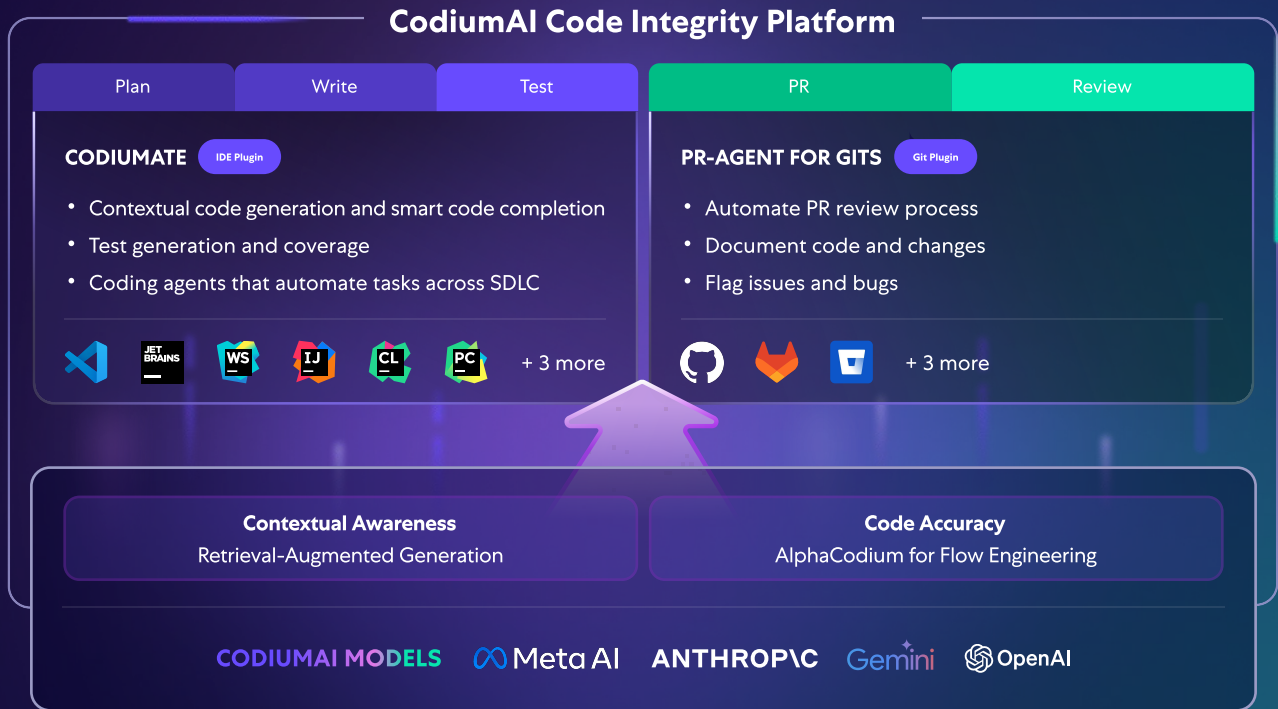 CodiumAI Code Integrity Platform
Plan
Write
Test
PR
Review
CODIUMATE
IDE Plugin
• Contextual code generation and smart code completion
• Test generation and coverage
• Coding agents that automate tasks across SDLC
JET
BRAINS
WS
IJ
CL
PC
+ 3 more
PR-AGENT FOR GITS
Git Plugin
• Automate PR review process
• Document code and changes
• Flag issues and bugs
+ 3 more
Contextual Awareness
Retrieval-Augmented Generation
Code Accuracy
AlphaCodium for Flow Engineering
CODIUMAI MODELS
Meta AI
ANTHROP\C
Gemini
OpenAI